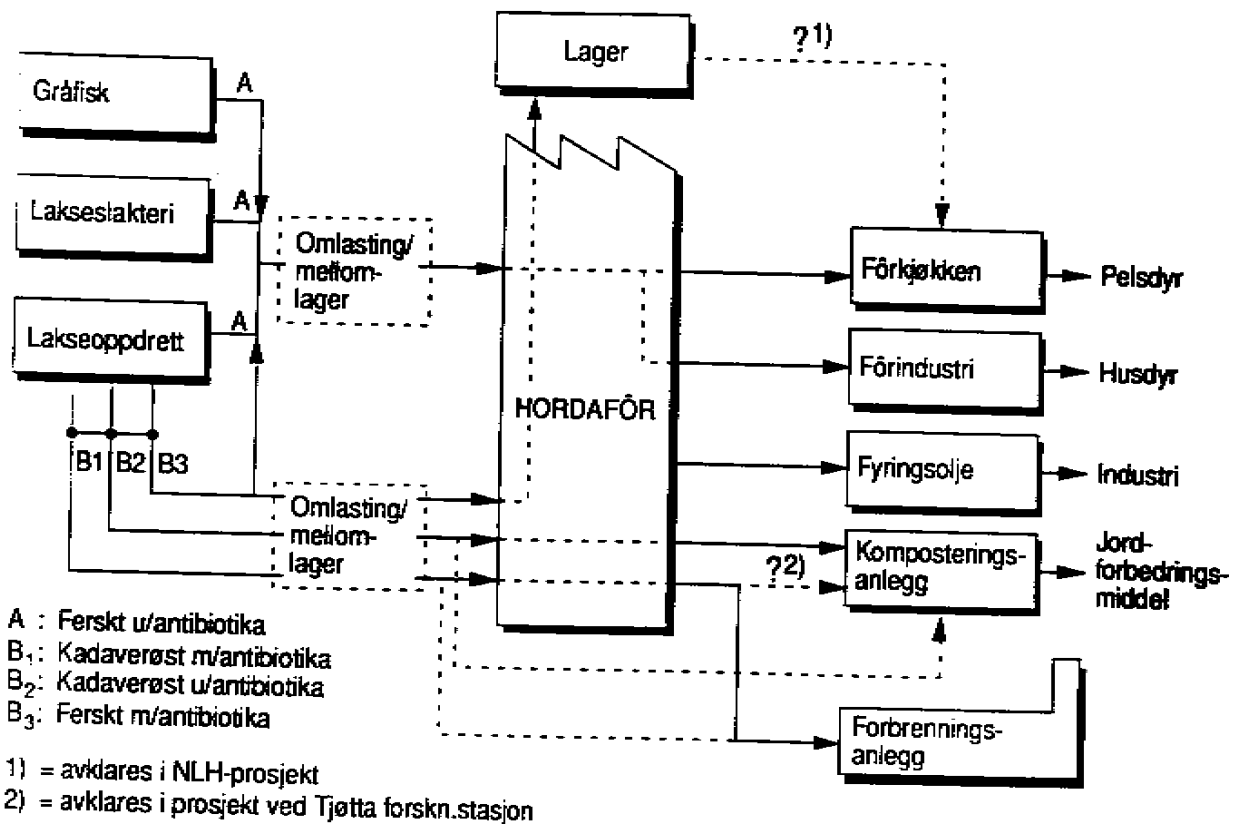 Gråfisk
A
Lakseslakteri
A
Lakseoppdrett
A
B1
B2
B3
Omlasting/
mellom-
lager
Omlasting/
mellom-
lager
Lager
?1)
HORDAFÔR
Fôrkjøkken
Pelsdyr
Fôrindustri
Husdyr
Fyringsolje
Industri
?2)
Komposterings-
anlegg
Jord-
forbedrings-
middel
Forbrennings-
anlegg
A : Ferskt u/antibiotika
B₁: Kadaverøst m/antibiotika
B₂: Kadaverøst u/antibiotika
B₃: Ferskt m/antibiotika
1) = avklares i NLH-prosjekt
2) = avklares i prosjekt ved Tjøtta forskn.stasjon